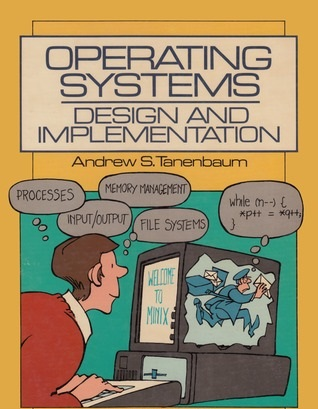 OPERATING
SYSTEMS
DESIGN AND
IMPLEMENTATION
Andrew S. Tanenbaum
PROCESSES
MEMORY MANAGEMENT
INPUT/OUTPUT
FILE SYSTEMS
while (n--) {
*p++ = *q++;
}
WELCOME
TO
MINIX